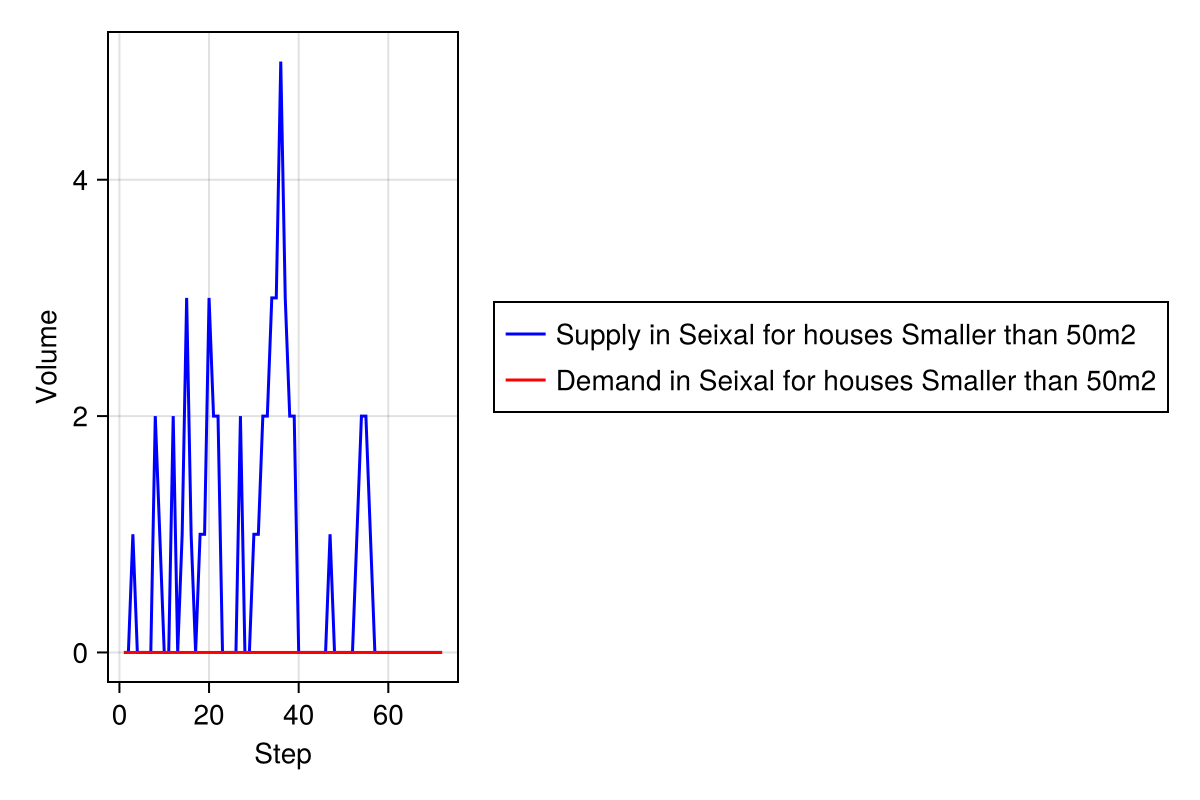 4
2
0
Volume
0 20 40 60
Step
Supply in Seixal for houses Smaller than 50m2
Demand in Seixal for houses Smaller than 50m2